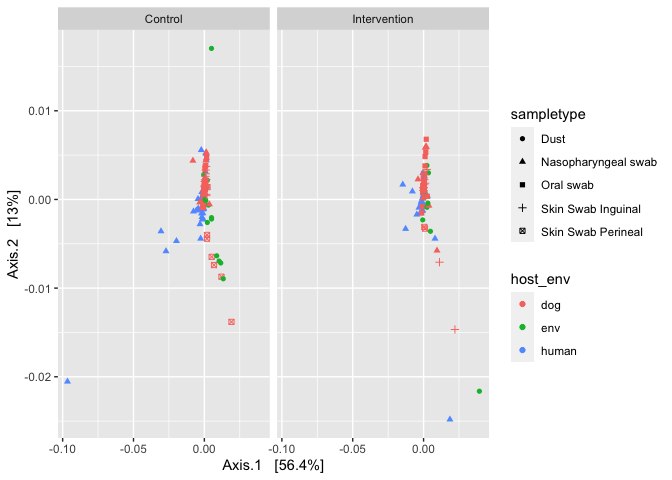 Control
Intervention
0.01
0.00
-0.01
-0.02
Axis.2 [13%]
-0.10
-0.05
0.00
-0.10
-0.05
0.00
Axis.1 [56.4%]
sampletype
Dust
Nasopharyngeal swab
Oral swab
Skin Swab Inguinal
Skin Swab Perineal
host_env
dog
env
human